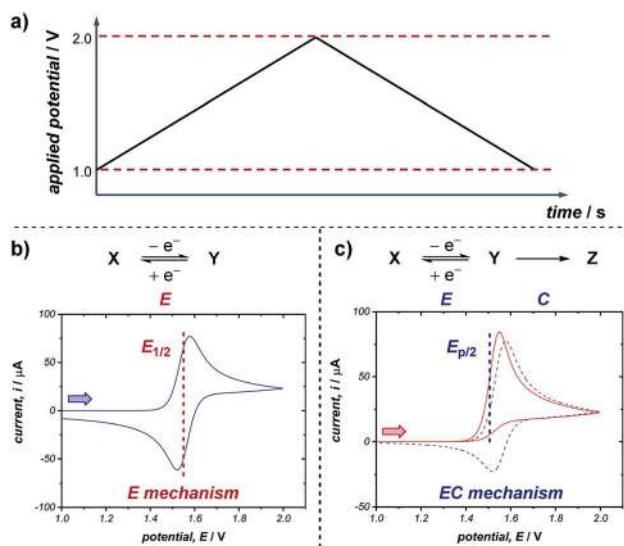 a)
applied potential / V
2.0
1.0
time / s
b)
X − e⁻ + e⁻ Y
E
current, i / μA
100
50
0
-50
-100
E1/2
E mechanism
1.0 1.2 1.4 1.6 1.8 2.0
potential, E / V
c)
X − e⁻ + e⁻ Y Z
E C
current, i / μA
100
50
0
-50
Ep/2
EC mechanism
1.0 1.2 1.4 1.6 1.8 2.0
potential, E / V